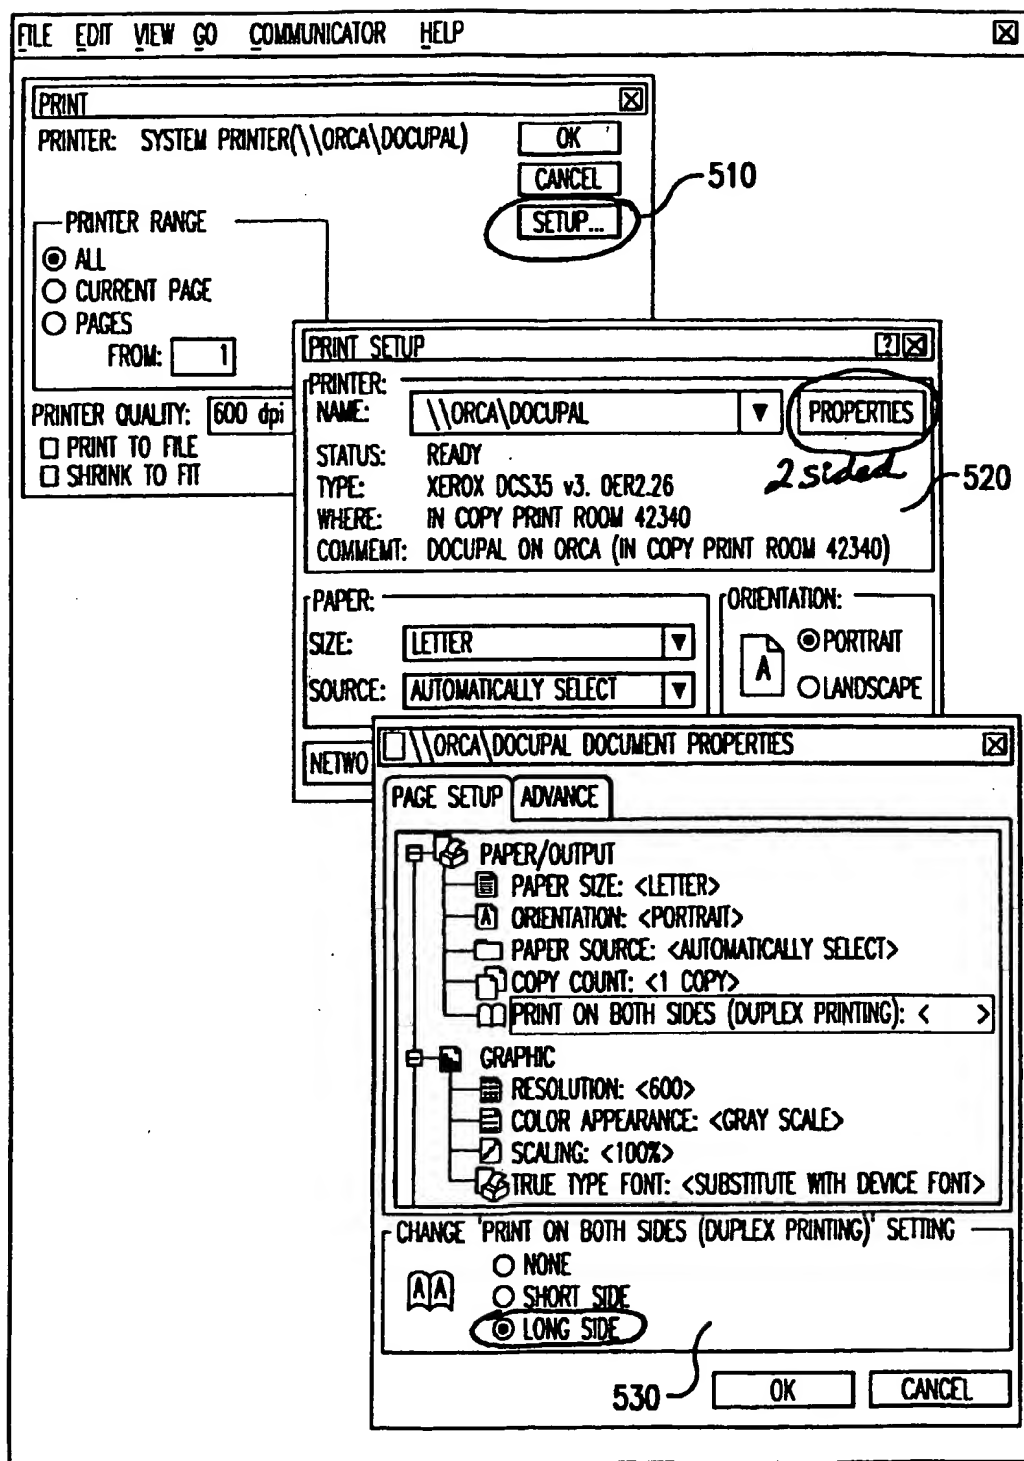 FILE EDIT VIEW GO COMMUNICATOR HELP
PRINT
PRINTER: SYSTEM PRINTER(\\ORCA\DOCUPAL)
OK
CANCEL
SETUP...
510
PRINTER RANGE
ALL
CURRENT PAGE
PAGES
FROM: 1
PRINTER QUALITY: 600 dpi
PRINT TO FILE
SHRINK TO FIT
PRINT SETUP
?
PRINTER:
NAME: \\ORCA\DOCUPAL
PROPERTIES
2 sided
520
STATUS: READY
TYPE: XEROX DCS35 v3. 0ER2.26
WHERE: IN COPY PRINT ROOM 42340
COMMEMT: DOCUPAL ON ORCA (IN COPY PRINT ROOM 42340)
PAPER:
SIZE: LETTER
SOURCE: AUTOMATICALLY SELECT
ORIENTATION:
A
PORTRAIT
LANDSCAPE
NETWO
\\ORCA\DOCUPAL DOCUMENT PROPERTIES
PAGE SETUP ADVANCE
PAPER/OUTPUT
PAPER SIZE: <LETTER>
A ORIENTATION: <PORTRAIT>
PAPER SOURCE: <AUTOMATICALLY SELECT>
COPY COUNT: <1 COPY>
PRINT ON BOTH SIDES (DUPLEX PRINTING): < >
GRAPHIC
RESOLUTION: <600>
COLOR APPEARANCE: <GRAY SCALE>
SCALING: <100%>
TRUE TYPE FONT: <SUBSTITUTE WITH DEVICE FONT>
CHANGE 'PRINT ON BOTH SIDES (DUPLEX PRINTING)' SETTING
A A
NONE
SHORT SIDE
LONG SIDE
530
OK
CANCEL